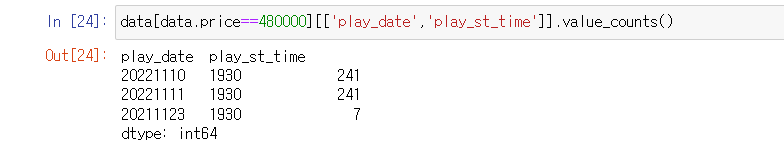 In [24]: data[data.price==480000][['play_date','play_st_time']].value_counts()
Out[24]: play_date  play_st_time
20221110  1930  241
20221111  1930  241
20211123  1930  7
dtype: int64